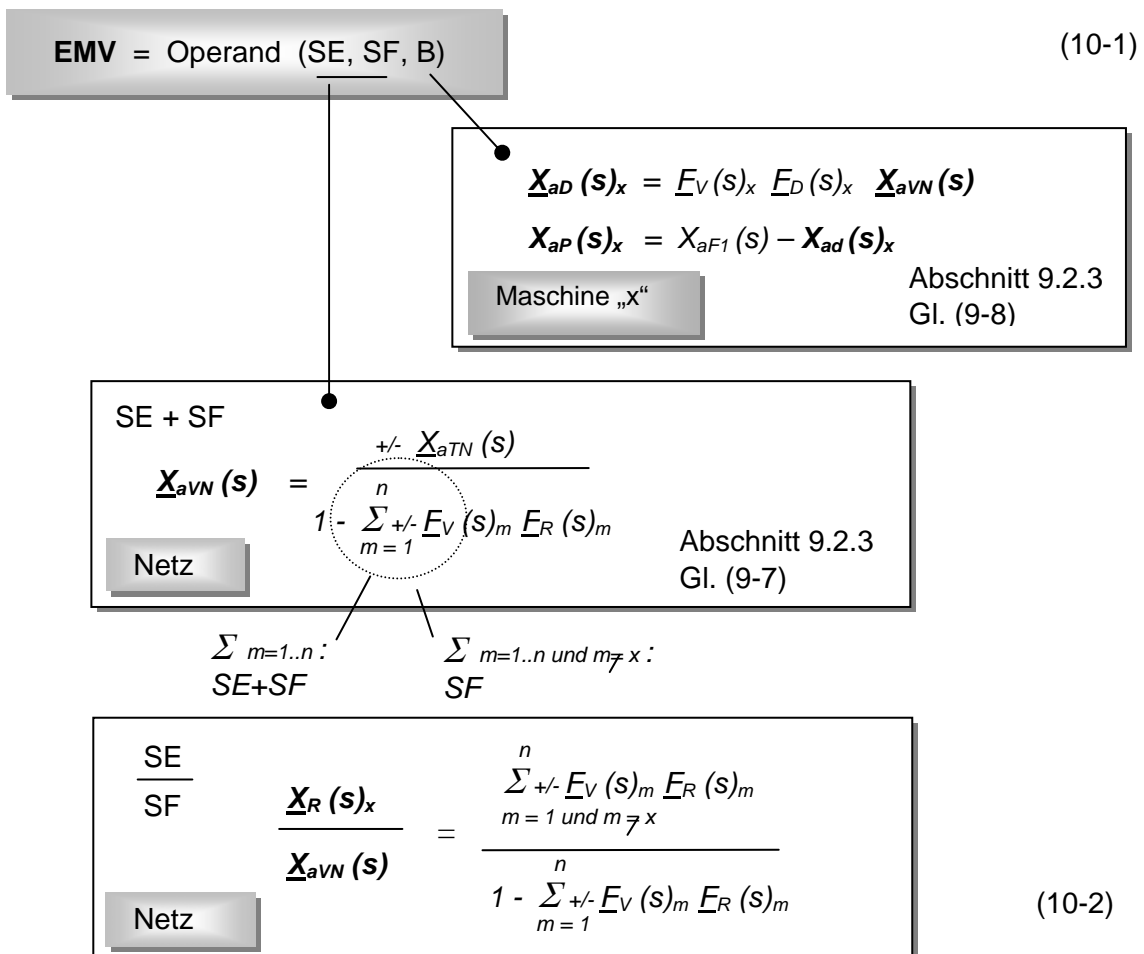 EMV = Operand (SE, SF, B)
(10-1)
X_aD (s)_x = F_V (s)_x F_D (s)_x X_aVN (s)
X_aP (s)_x = X_aF1 (s) – X_ad (s)_x
Maschine „x“
Abschnitt 9.2.3
Gl. (9-8)
SE + SF
+/- X_aTN (s)
X_aVN (s) =
n
1 - Σ +/- F_V (s)_m F_R (s)_m
m = 1
Netz
Abschnitt 9.2.3
Gl. (9-7)
Σ m=1..n :
SE+SF
Σ m=1..n und m≠ x :
SF
SE
SF
X_R (s)_x
X_aVN (s)
=
n
Σ +/- F_V (s)_m F_R (s)_m
m = 1 und m ≠ x
n
1 - Σ +/- F_V (s)_m F_R (s)_m
m = 1
Netz
(10-2)